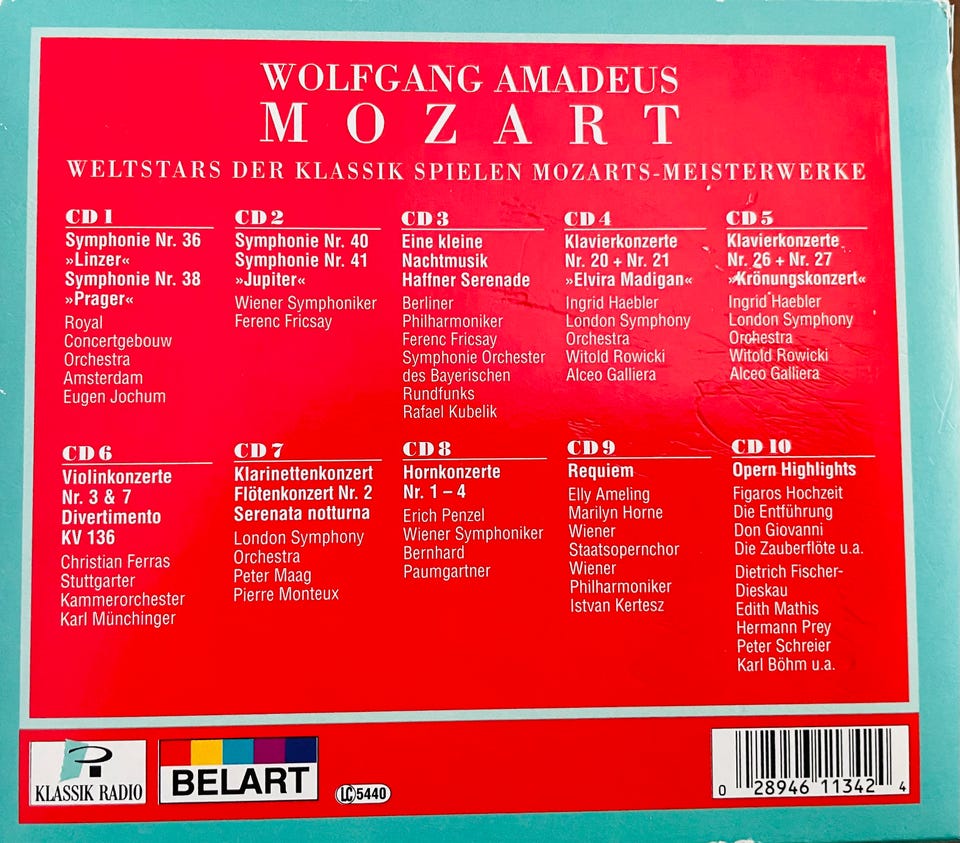 WOLFGANG AMADEUS
MOZART
WELTSTARS DER KLASSIK SPIELEN MOZARTS-MEISTERWERKE
CD 1
Symphonie Nr. 36
»Linzer«
Symphonie Nr. 38
»Prager«
Royal
Concertgebouw
Orchestra
Amsterdam
Eugen Jochum
CD 2
Symphonie Nr. 40
Symphonie Nr. 41
»Jupiter«
Wiener Symphoniker
Ferenc Fricsay
CD 3
Eine kleine
Nachtmusik
Haffner Serenade
Berliner
Philharmoniker
Ferenc Fricsay
Symphonie Orchester
des Bayerischen
Rundfunks
Rafael Kubelik
CD 4
Klavierkonzerte
Nr. 20 + Nr. 21
»Elvira Madigan«
Ingrid Haebler
London Symphony
Orchestra
Witold Rowicki
Alceo Galliera
CD 5
Klavierkonzerte
Nr. 26 + Nr. 27
»Krönungskonzert«
Ingrid Haebler
London Symphony
Orchestra
Witold Rowicki
Alceo Galliera
CD 6
Violinkonzerte
Nr. 3 & 7
Divertimento
KV 136
Christian Ferras
Stuttgarter
Kammerorchester
Karl Münchinger
CD 7
Klarinettenkonzert
Flötenkonzert Nr. 2
Serenata notturna
London Symphony
Orchestra
Peter Maag
Pierre Monteux
CD 8
Hornkonzerte
Nr. 1 – 4
Erich Penzel
Wiener Symphoniker
Bernhard
Paumgartner
CD 9
Requiem
Elly Ameling
Marilyn Horne
Wiener
Staatsopernchor
Wiener
Philharmoniker
Istvan Kertesz
CD 10
Opern Highlights
Figaros Hochzeit
Die Entführung
Don Giovanni
Die Zauberflöte u.a.
Dietrich Fischer-
Dieskau
Edith Mathis
Hermann Prey
Peter Schreier
Karl Böhm u.a.
KLASSIK RADIO
BELART
LC 5440
0 28946 11342 4